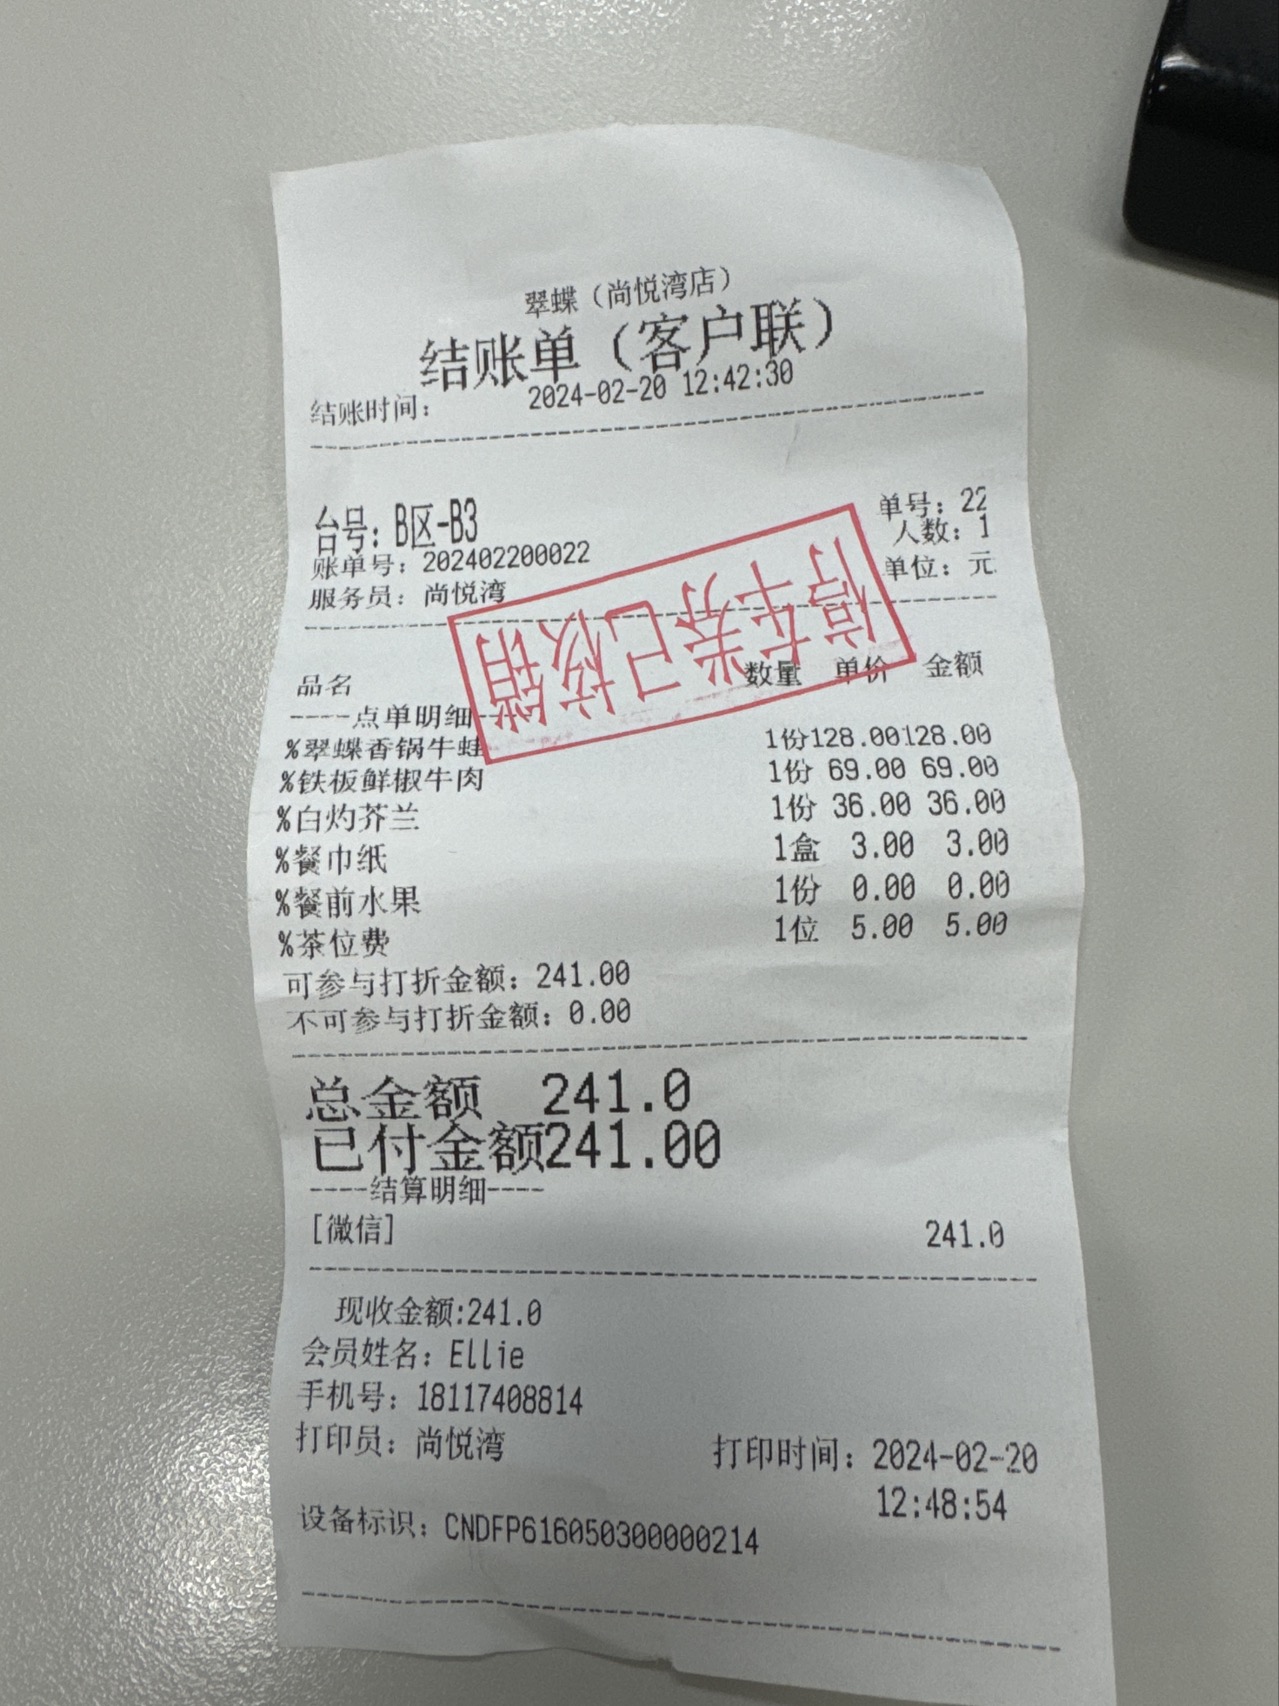 翠蝶（尚悦湾店）
结账单（客户联）
结账时间： 2024-02-20 12:42:30
台号：B区-B3 单号：22
人数：1
账单号：202402200022
服务员：尚悦湾 单位：元
停车券已核销
品名 数量 单价 金额
----点单明细----
%翠蝶香锅牛蛙 1份128.00128.00
%铁板鲜椒牛肉 1份 69.00 69.00
%白灼芥兰 1份 36.00 36.00
%餐巾纸 1盒 3.00 3.00
%餐前水果 1份 0.00 0.00
%茶位费 1位 5.00 5.00
可参与打折金额：241.00
不可参与打折金额：0.00
总金额 241.0
已付金额241.00
----结算明细----
[微信] 241.0
现收金额:241.0
会员姓名：Ellie
手机号：18117408814
打印员：尚悦湾 打印时间：2024-02-20
12:48:54
设备标识：CNDFP616050300000214